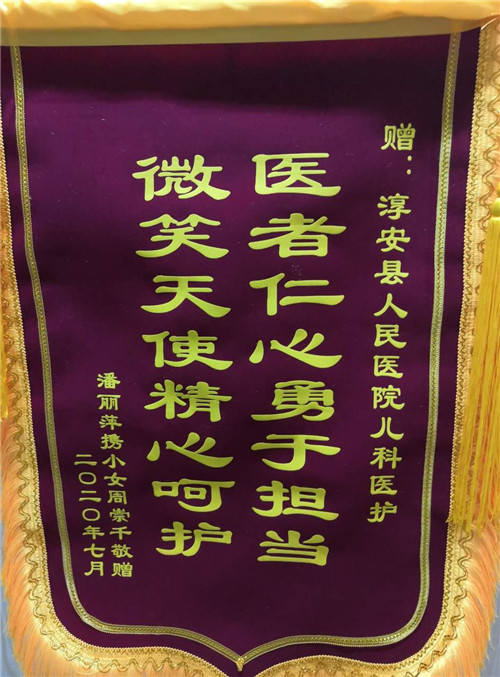 赠：淳安县人民医院儿科医护
医者仁心勇于担当
微笑天使精心呵护
潘丽萍携小女周崇千敬赠
二〇二〇年七月